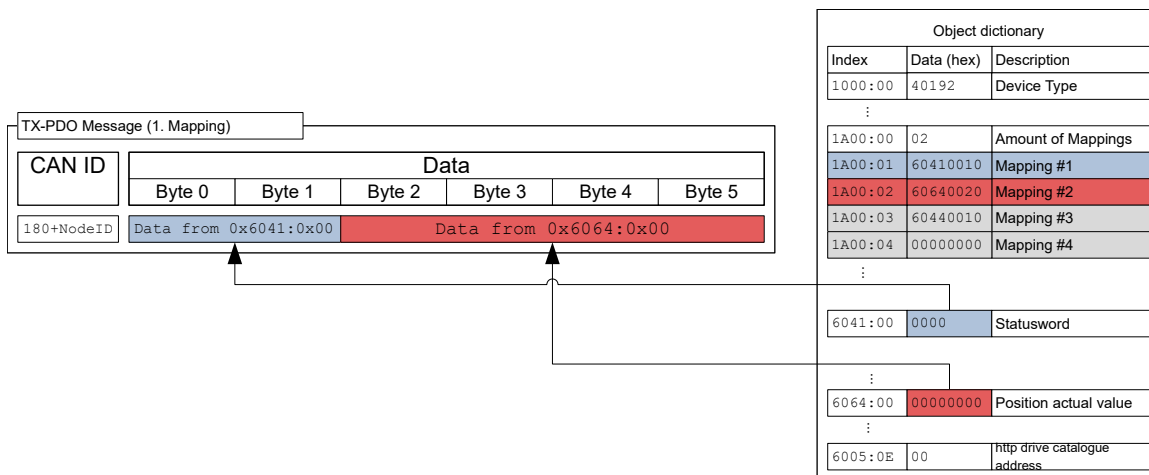 TX-PDO Message (1. Mapping)
CAN ID
Data
Byte 0 Byte 1 Byte 2 Byte 3 Byte 4 Byte 5
180+NodeID Data from 0x6041:0x00 Data from 0x6064:0x00
Object dictionary
Index Data (hex) Description
1000:00 40192 Device Type
⋮
1A00:00 02 Amount of Mappings
1A00:01 60410010 Mapping #1
1A00:02 60640020 Mapping #2
1A00:03 60440010 Mapping #3
1A00:04 00000000 Mapping #4
⋮
6041:00 0000 Statusword
⋮
6064:00 00000000 Position actual value
⋮
6005:0E 00 http drive catalogue
address